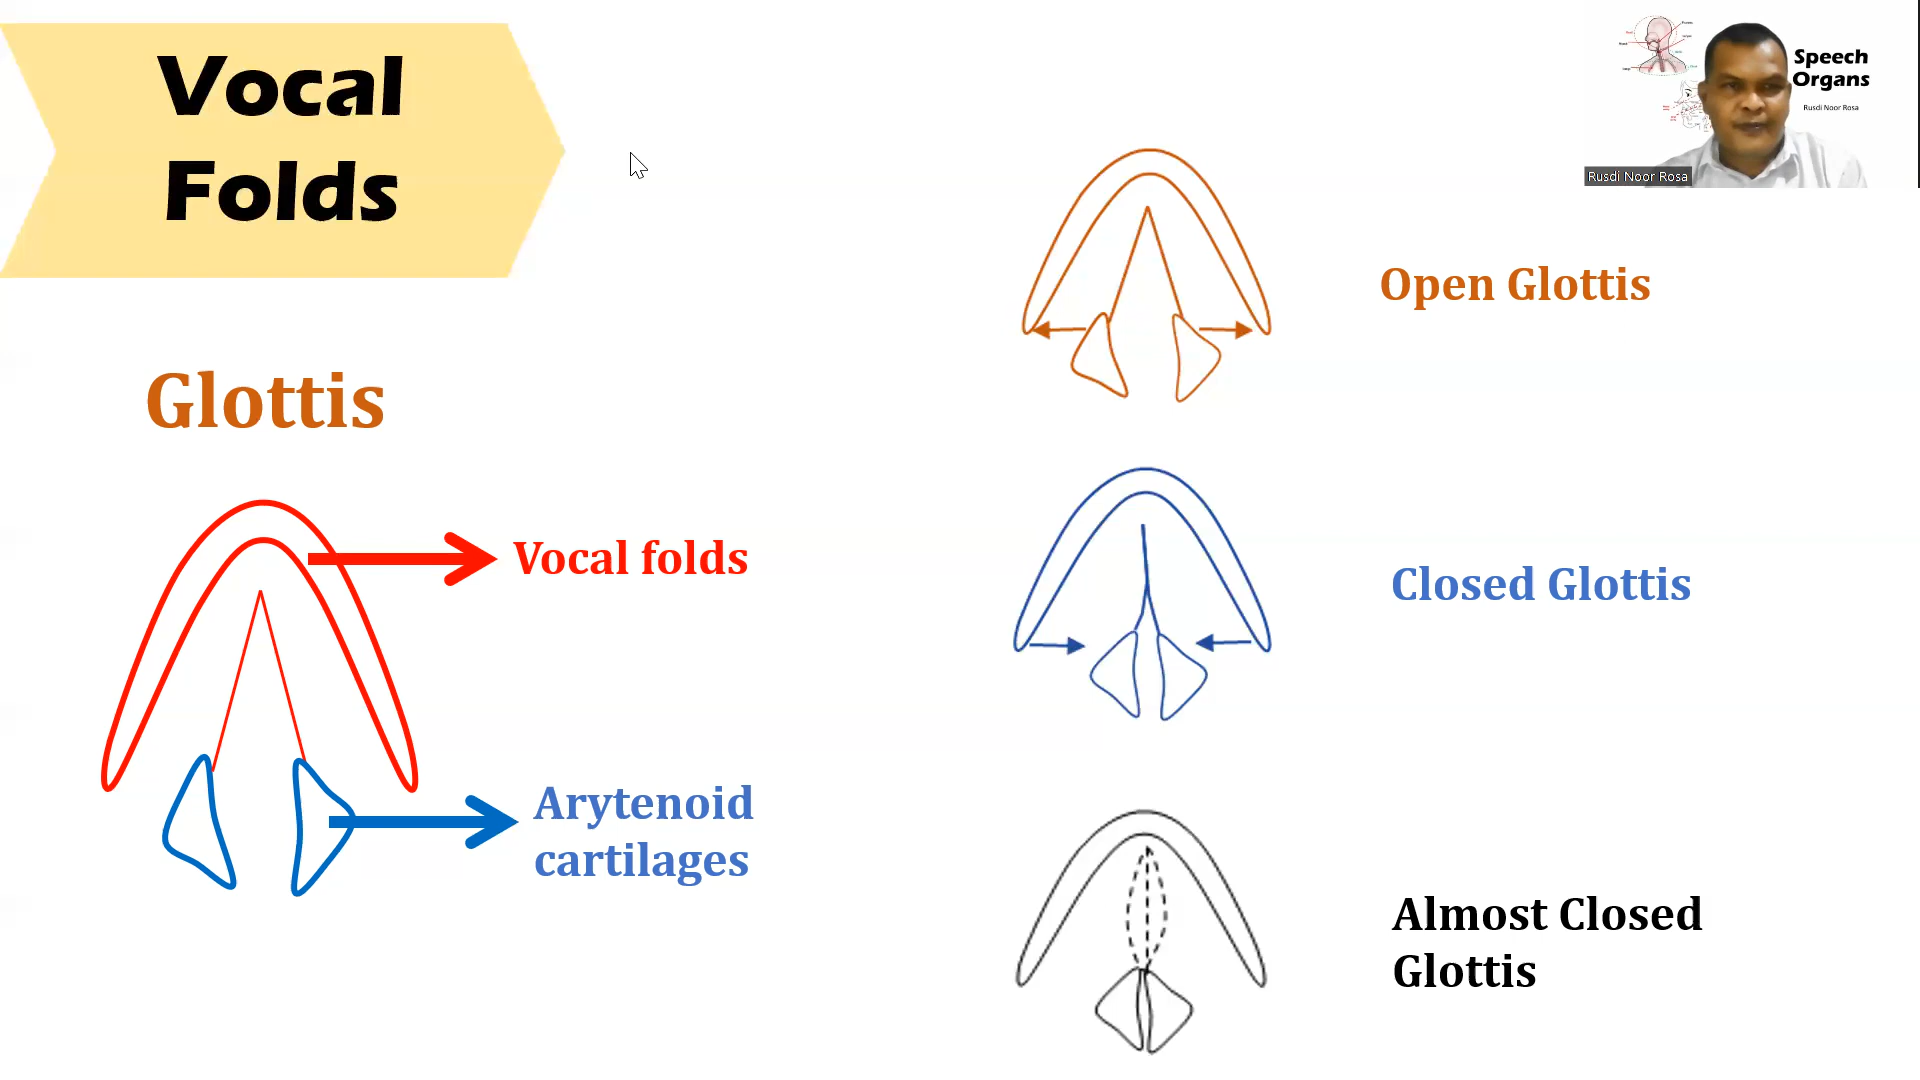 Vocal
Folds
Speech
Organs
Rusdi Noor Rosa
Rusdi Noor Rosa
Open Glottis
Glottis
Vocal folds
Closed Glottis
Arytenoid
cartilages
Almost Closed
Glottis